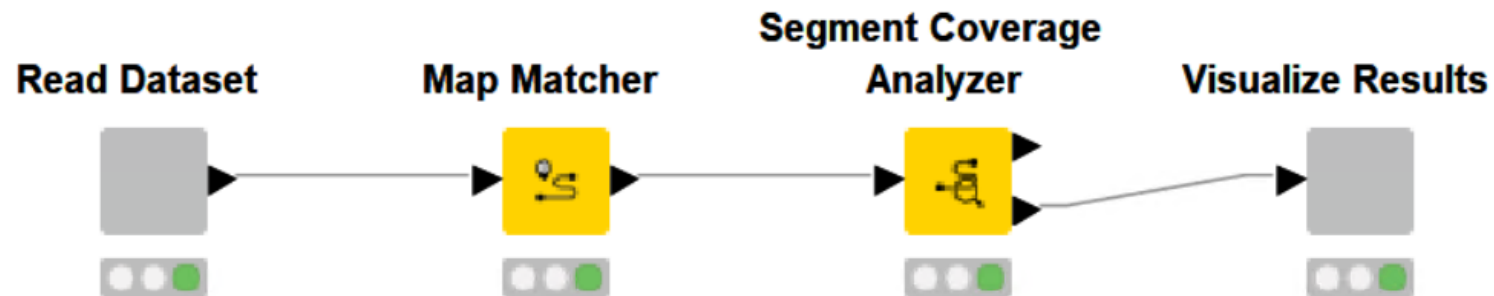 Read Dataset
Map Matcher
Segment Coverage
Analyzer
Visualize Results